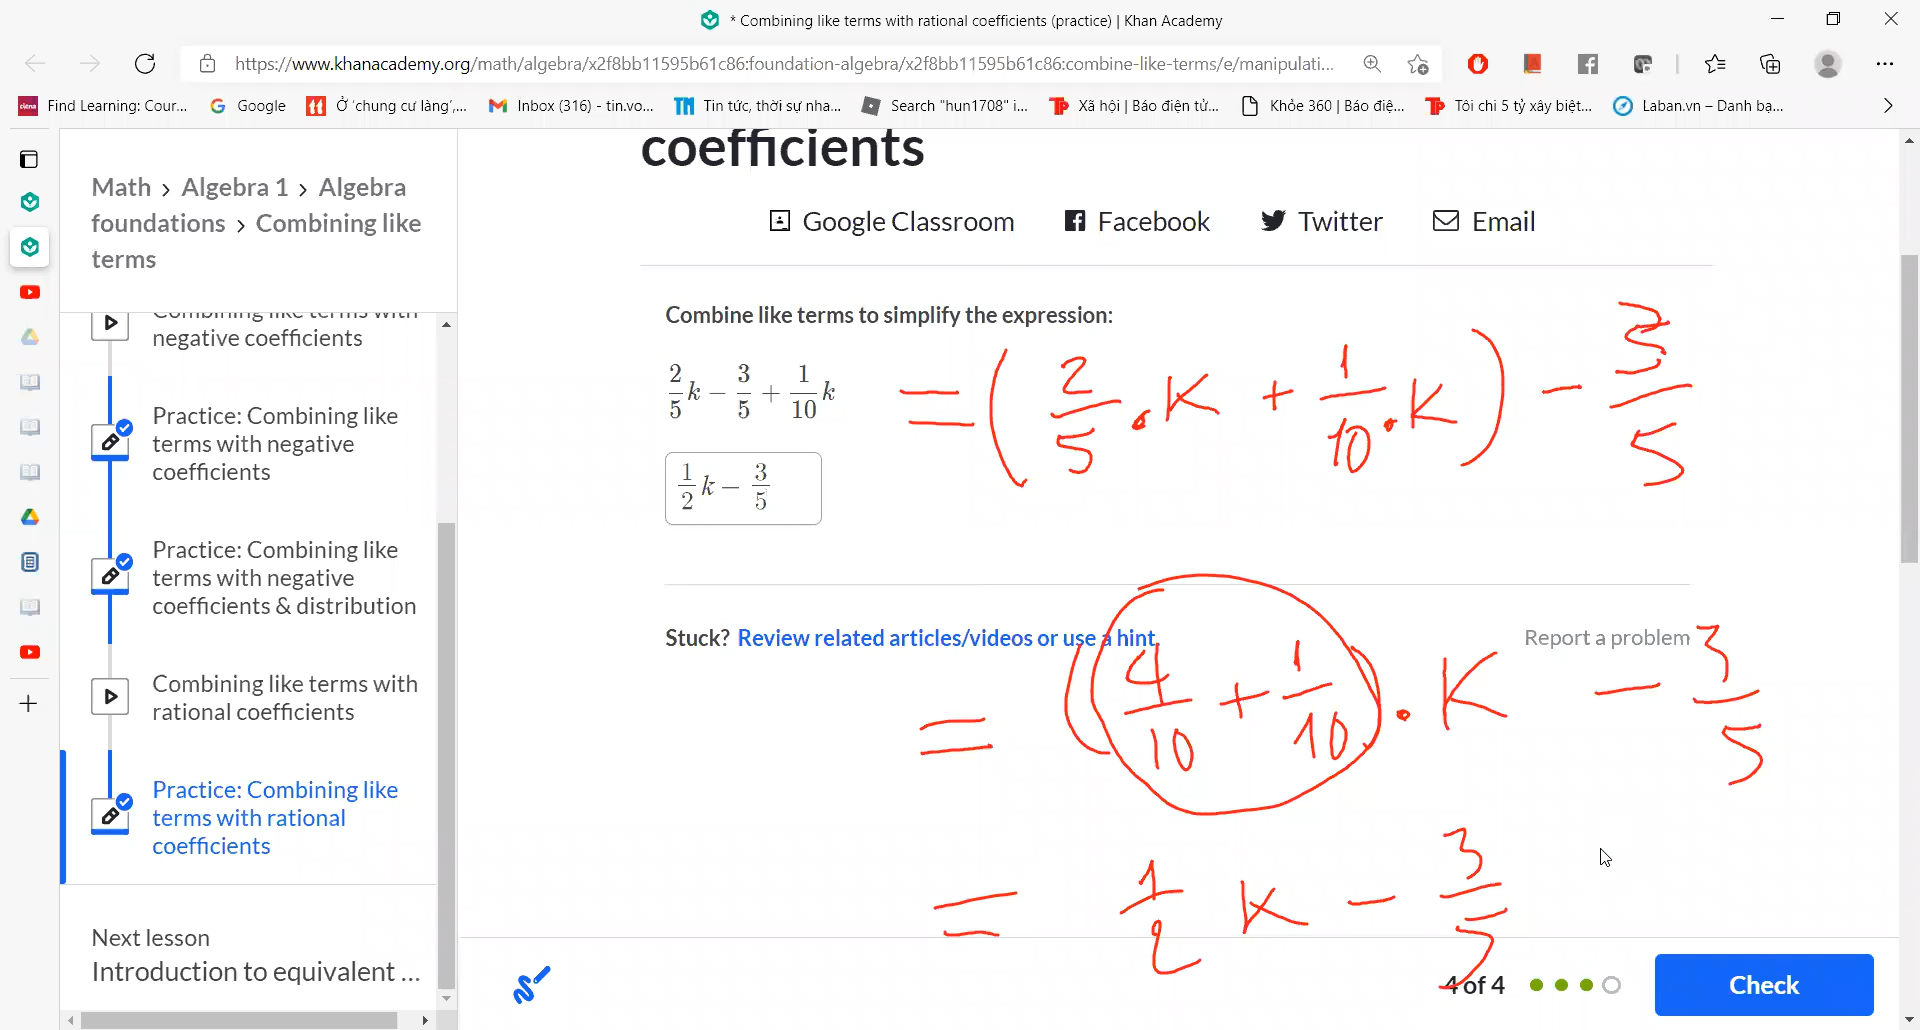 * Combining like terms with rational coefficients (practice) | Khan Academy
https://www.khanacademy.org/math/algebra/x2f8bb11595b61c86:foundation-algebra/x2f8bb11595b61c86:combine-like-terms/e/manipulati...
Find Learning: Cour... Google Ở 'chung cư làng',... Inbox (316) - tin.vo... Tin tức, thời sự nha... Search "hun1708" i... Xã hội | Báo điện tử... Khỏe 360 | Báo điệ... Tôi chi 5 tỷ xây biệt... Laban.vn – Danh bạ...
coefficients
Math > Algebra 1 > Algebra
foundations > Combining like
terms
Google Classroom Facebook Twitter Email
Combining like terms with
negative coefficients
Practice: Combining like
terms with negative
coefficients
Practice: Combining like
terms with negative
coefficients & distribution
Combining like terms with
rational coefficients
Practice: Combining like
terms with rational
coefficients
Next lesson
Introduction to equivalent ...
Combine like terms to simplify the expression:
2/5 k − 3/5 + 1/10 k = (2/5 . K + 1/10 . K) − 3/5
1/2 k − 3/5
Stuck? Review related articles/videos or use a hint. Report a problem
= (4/10 + 1/10) . K − 3/5
= 1/2 K − 3/5
4 of 4 Check